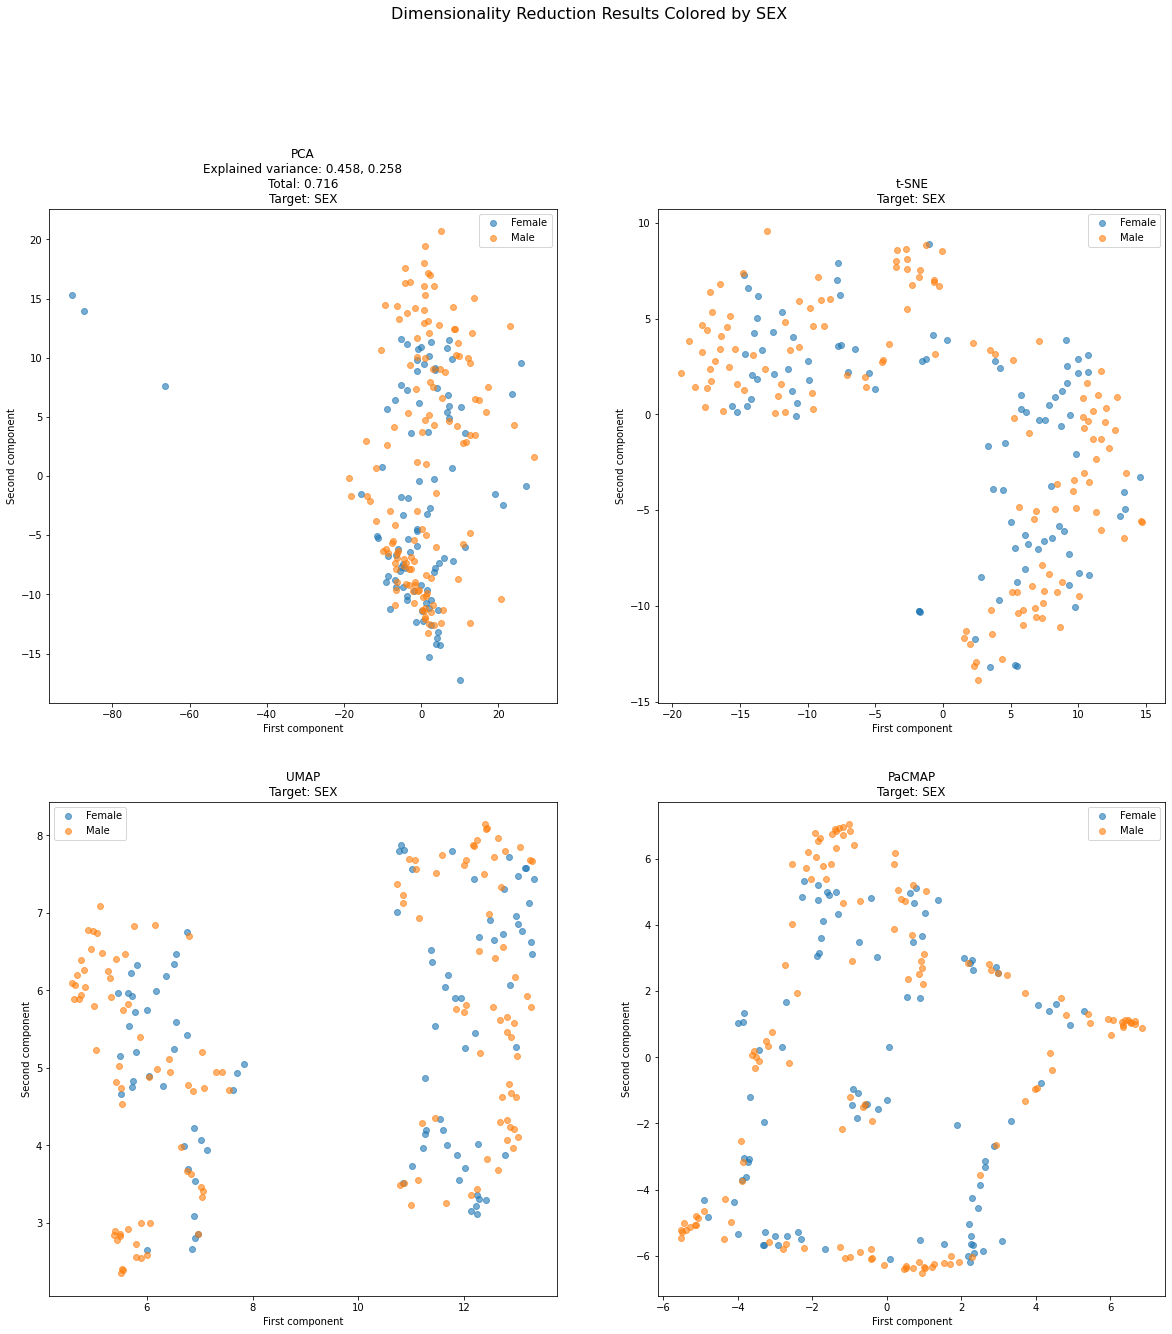 Dimensionality Reduction Results Colored by SEX
PCA
Explained variance: 0.458, 0.258
Total: 0.716
Target: SEX
Female
Male
20
15
10
5
0
−5
−10
−15
Second component
−80
−60
−40
−20
0
20
First component
t-SNE
Target: SEX
Female
Male
10
5
0
−5
−10
−15
Second component
−20
−15
−10
−5
0
5
10
15
First component
UMAP
Target: SEX
Female
Male
8
7
6
5
4
3
Second component
6
8
10
12
First component
PaCMAP
Target: SEX
Female
Male
6
4
2
0
−2
−4
−6
Second component
−6
−4
−2
0
2
4
6
First component